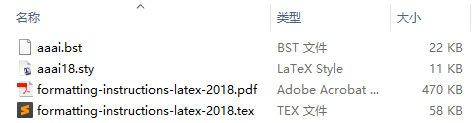 名称 类型 大小
aaai.bst BST 文件 22 KB
aaai18.sty LaTeX Style 11 KB
formatting-instructions-latex-2018.pdf Adobe Acrobat ... 470 KB
formatting-instructions-latex-2018.tex TEX 文件 58 KB